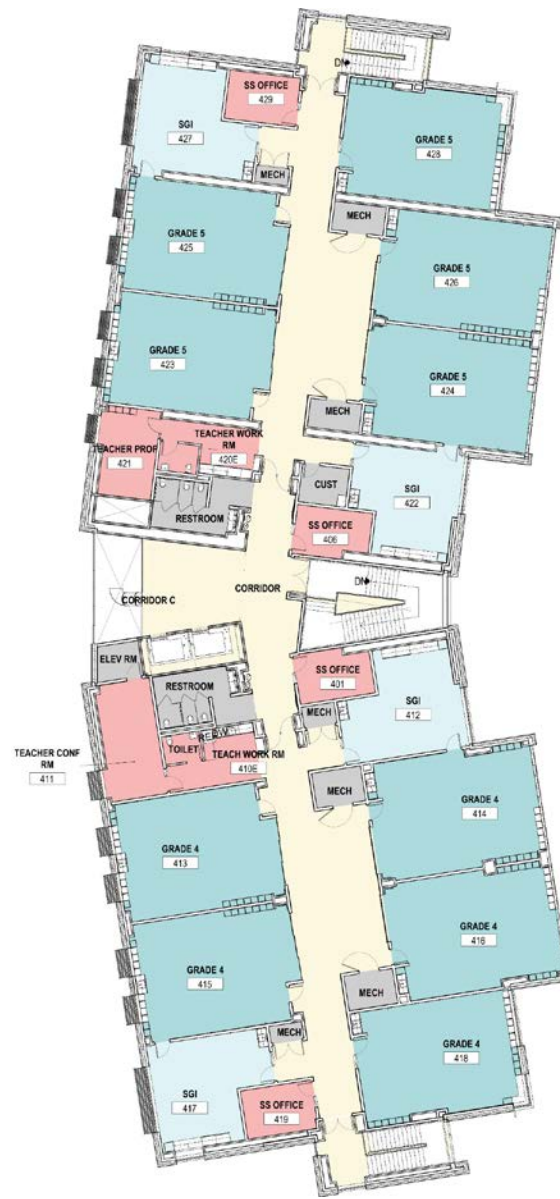 DN
SS OFFICE
429
SGI
427
GRADE 5
428
MECH
MECH
GRADE 5
425
GRADE 5
426
GRADE 5
423
GRADE 5
424
MECH
TEACHER WORK
RM
420E
TEACHER PROF
421
CUST
SGI
422
RESTROOM
SS OFFICE
406
DN
CORRIDOR
CORRIDOR C
ELEV RM
SS OFFICE
401
RESTROOM
SGI
412
MECH
TOILET
TEACH WORK RM
410E
TEACHER CONF
RM
411
MECH
GRADE 4
414
GRADE 4
413
GRADE 4
416
GRADE 4
415
MECH
MECH
GRADE 4
418
SGI
417
SS OFFICE
419